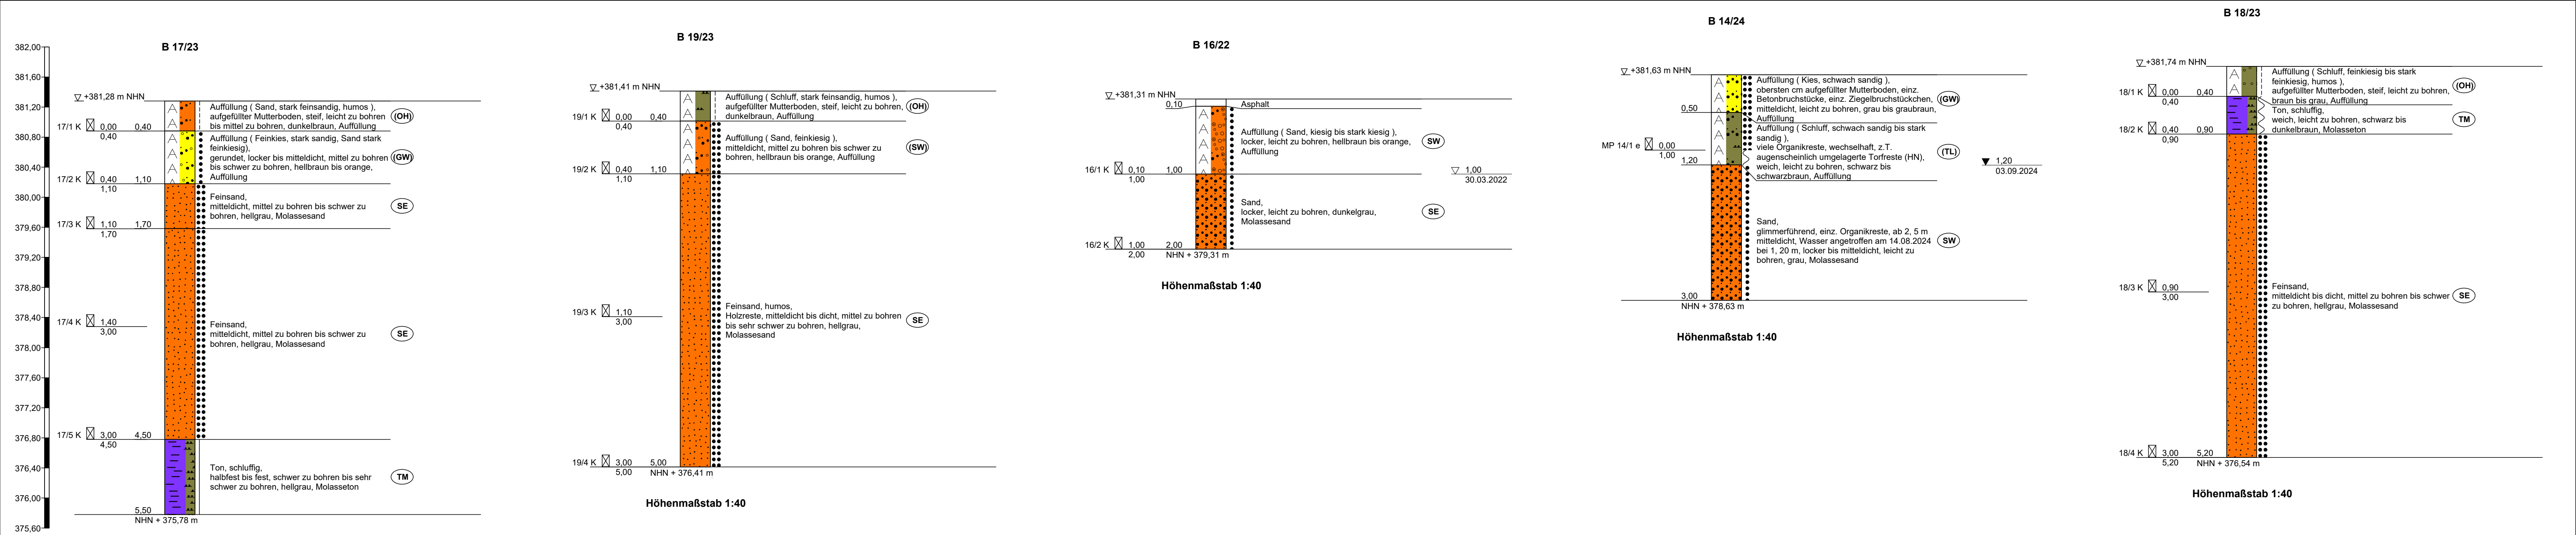 382,00
381,60
381,20
380,80
380,40
380,00
379,60
379,20
378,80
378,40
378,00
377,60
377,20
376,80
376,40
376,00
375,60
B 17/23
+381,28 m NHN
17/1 K 0,00 0,40
0,40
17/2 K 0,40 1,10
1,10
17/3 K 1,10 1,70
1,70
17/4 K 1,40
3,00
17/5 K 3,00 4,50
4,50
5,50
NHN + 375,78 m
Auffüllung ( Sand, stark feinsandig, humos ),
aufgefüllter Mutterboden, steif, leicht zu bohren
bis mittel zu bohren, dunkelbraun, Auffüllung
(OH)
Auffüllung ( Feinkies, stark sandig, Sand stark
feinkiesig),
gerundet, locker bis mitteldicht, mittel zu bohren
bis schwer zu bohren, hellbraun bis orange,
Auffüllung
(GW)
Feinsand,
mitteldicht, mittel zu bohren bis schwer zu
bohren, hellgrau, Molassesand
SE
Feinsand,
mitteldicht, mittel zu bohren bis schwer zu
bohren, hellgrau, Molassesand
SE
Ton, schluffig,
halbfest bis fest, schwer zu bohren bis sehr
schwer zu bohren, hellgrau, Molasseton
TM
B 19/23
+381,41 m NHN
19/1 K 0,00 0,40
0,40
19/2 K 0,40 1,10
1,10
19/3 K 1,10
3,00
19/4 K 3,00 5,00
5,00 NHN + 376,41 m
Auffüllung ( Schluff, stark feinsandig, humos ),
aufgefüllter Mutterboden, steif, leicht zu bohren,
dunkelbraun, Auffüllung
(OH)
Auffüllung ( Sand, feinkiesig ),
mitteldicht, mittel zu bohren bis schwer zu
bohren, hellbraun bis orange, Auffüllung
(SW)
Feinsand, humos,
Holzreste, mitteldicht bis dicht, mittel zu bohren
bis sehr schwer zu bohren, hellgrau,
Molassesand
SE
Höhenmaßstab 1:40
B 16/22
+381,31 m NHN
0,10
Asphalt
16/1 K 0,10 1,00
1,00
16/2 K 1,00 2,00
2,00 NHN + 379,31 m
Auffüllung ( Sand, kiesig bis stark kiesig ),
locker, leicht zu bohren, hellbraun bis orange,
Auffüllung
SW
Sand,
locker, leicht zu bohren, dunkelgrau,
Molassesand
SE
1,00
30.03.2022
Höhenmaßstab 1:40
B 14/24
+381,63 m NHN
0,50
MP 14/1 e 0,00
1,00 1,20
3,00
NHN + 378,63 m
Auffüllung ( Kies, schwach sandig ),
obersten cm aufgefüllter Mutterboden, einz.
Betonbruchstücke, einz. Ziegelbruchstückchen,
mitteldicht, leicht zu bohren, grau bis graubraun,
Auffüllung
(GW)
Auffüllung ( Schluff, schwach sandig bis stark
sandig ),
viele Organikreste, wechselhaft, z.T.
augenscheinlich umgelagerte Torfreste (HN),
weich, leicht zu bohren, schwarz bis
schwarzbraun, Auffüllung
(TL)
Sand,
glimmerführend, einz. Organikreste, ab 2, 5 m
mitteldicht, Wasser angetroffen am 14.08.2024
bei 1, 20 m, locker bis mitteldicht, leicht zu
bohren, grau, Molassesand
SW
1,20
03.09.2024
Höhenmaßstab 1:40
B 18/23
+381,74 m NHN
18/1 K 0,00 0,40
0,40
18/2 K 0,40 0,90
0,90
18/3 K 0,90
3,00
18/4 K 3,00 5,20
5,20 NHN + 376,54 m
Auffüllung ( Schluff, feinkiesig bis stark
feinkiesig, humos ),
aufgefüllter Mutterboden, steif, leicht zu bohren,
braun bis grau, Auffüllung
(OH)
Ton, schluffig,
weich, leicht zu bohren, schwarz bis
dunkelbraun, Molasseton
TM
Feinsand,
mitteldicht bis dicht, mittel zu bohren bis schwer
zu bohren, hellgrau, Molassesand
SE
Höhenmaßstab 1:40